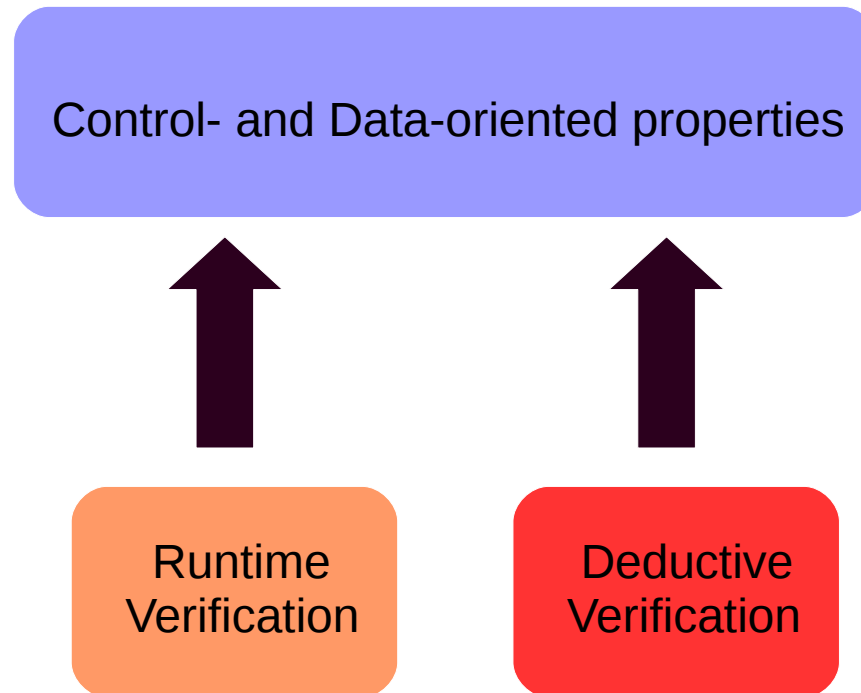 Control- and Data-oriented properties
Runtime
Verification
Deductive
Verification